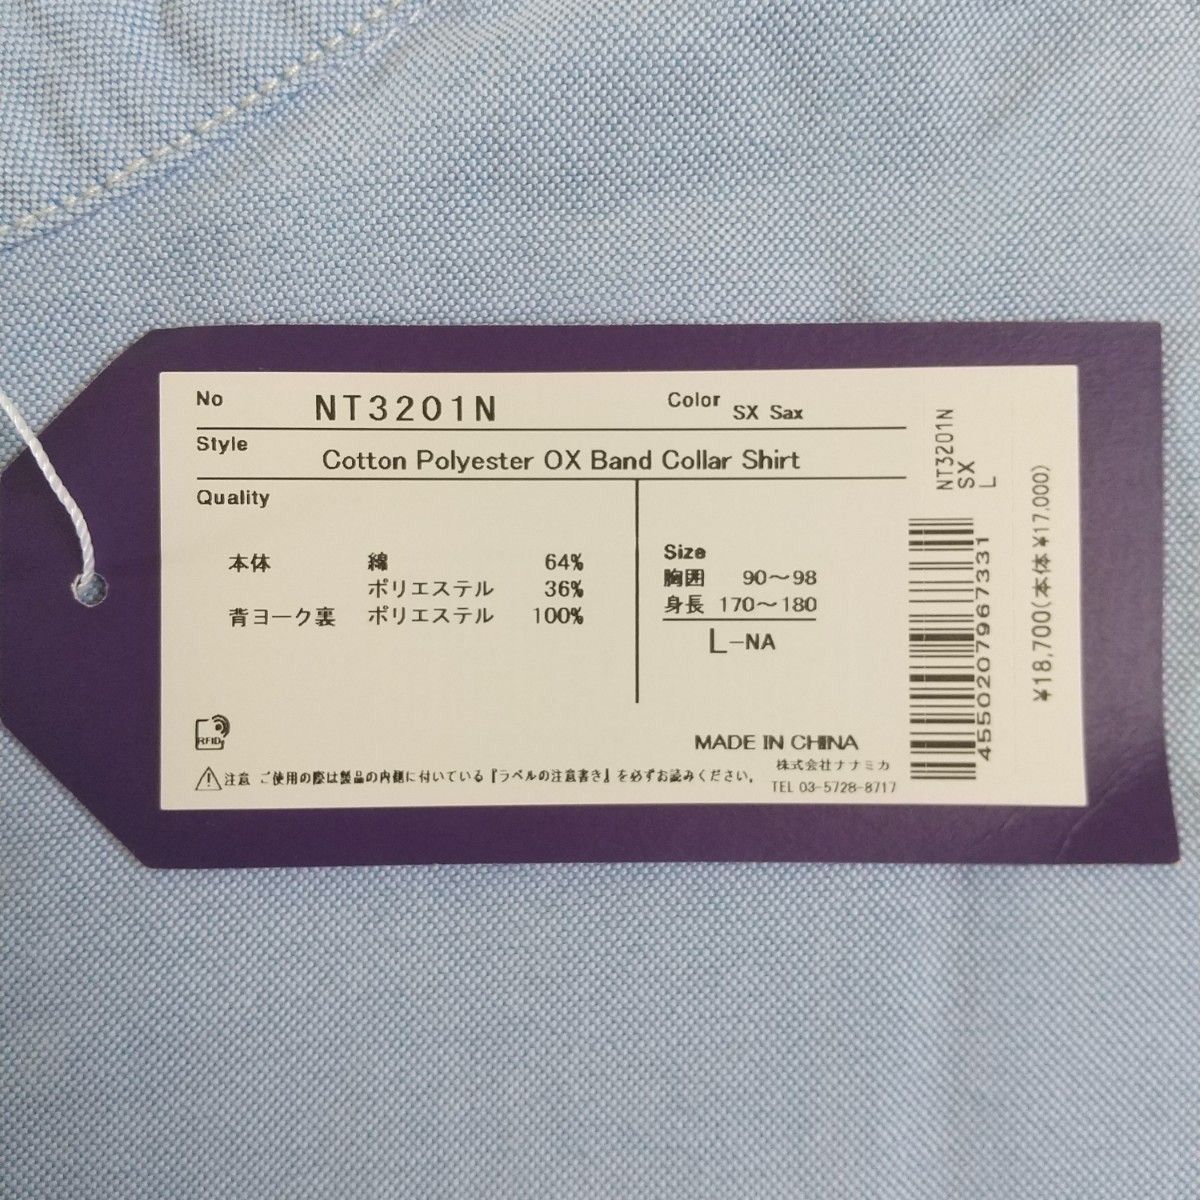 No NT3201N Color SX Sax
Style Cotton Polyester OX Band Collar Shirt
Quality
本体 綿 64%
ポリエステル 36%
背ヨーク裏 ポリエステル 100%
Size
胸囲 90～98
身長 170～180
L-NA
RFID
MADE IN CHINA
株式会社ナナミカ
TEL 03-5728-8717
注意 ご使用の際は製品の内側に付いている『ラベルの注意書き』を必ずお読みください。
NT3201N
SX
L
4550207967331
¥18,700(本体 ¥17,000)